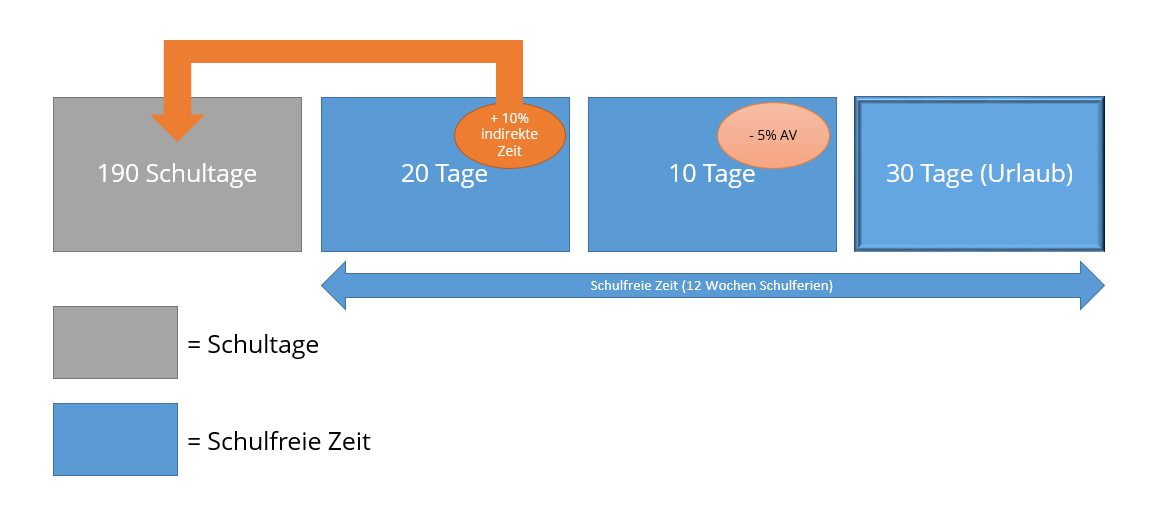 190 Schultage
20 Tage
+ 10%
indirekte
Zeit
10 Tage
- 5% AV
30 Tage (Urlaub)
Schulfreie Zeit (12 Wochen Schulferien)
= Schultage
= Schulfreie Zeit